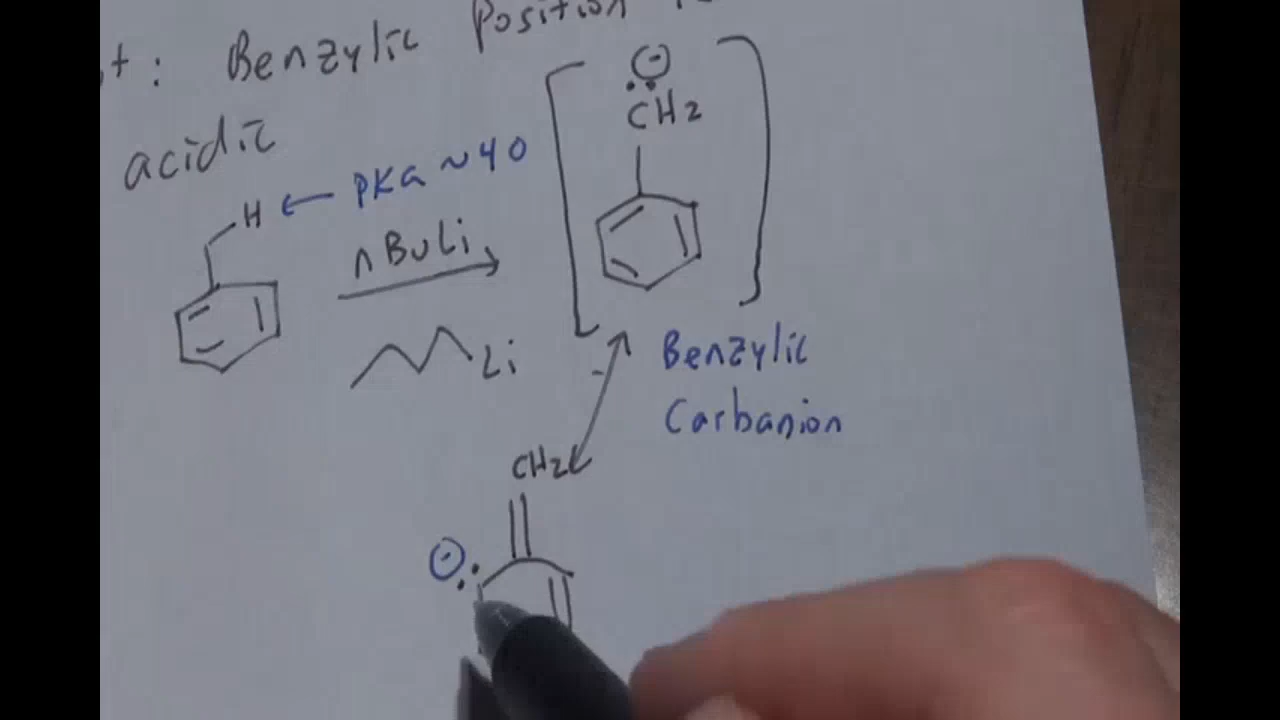 : Benzylic Position
acidic
H ← pKa ~40
nBuLi
Li
⊖
CH2
Benzylic
Carbanion
CH2
⊖